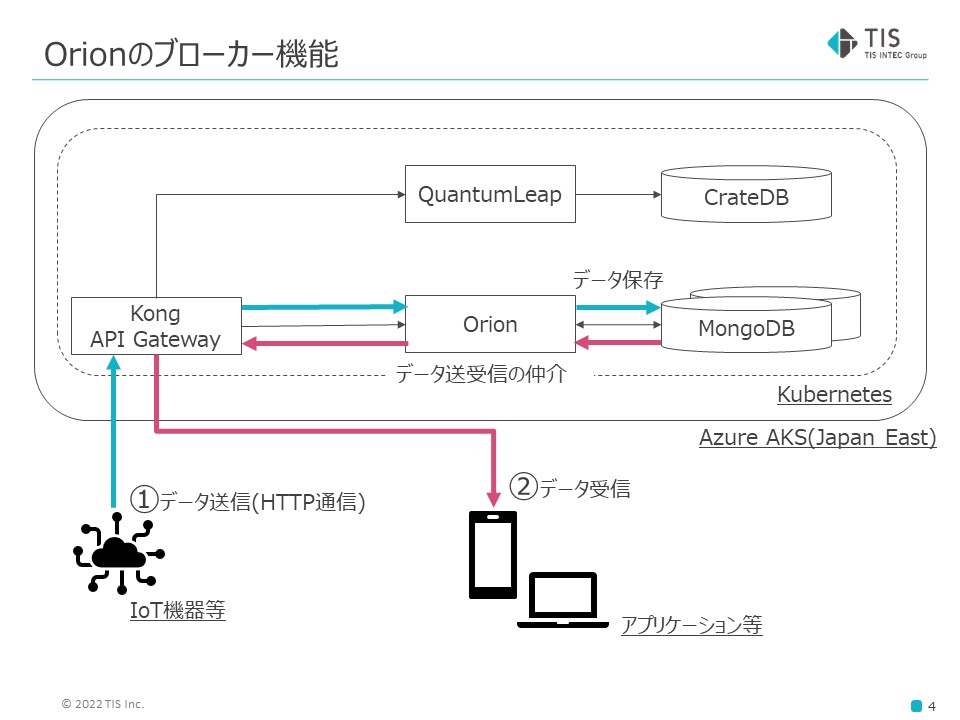 Orionのブローカー機能
TIS
TIS INTEC Group
QuantumLeap
CrateDB
データ保存
Kong
API Gateway
Orion
MongoDB
データ送受信の仲介
Kubernetes
Azure AKS(Japan East)
①データ送信(HTTP通信)
②データ受信
IoT機器等
アプリケーション等
© 2022 TIS Inc.
4